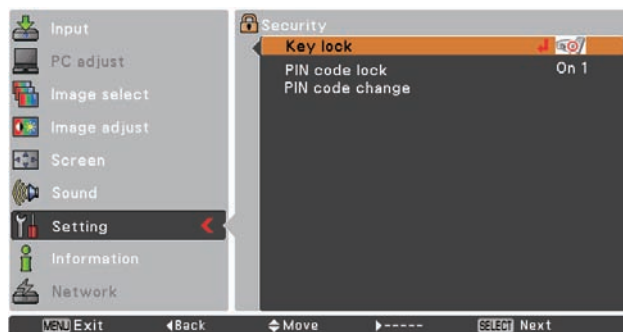 Input
PC adjust
Image select
Image adjust
Screen
Sound
Setting
Information
Network
Security
Key lock
PIN code lock On 1
PIN code change
MENU Exit ◀Back Move ▶----- SELECT Next